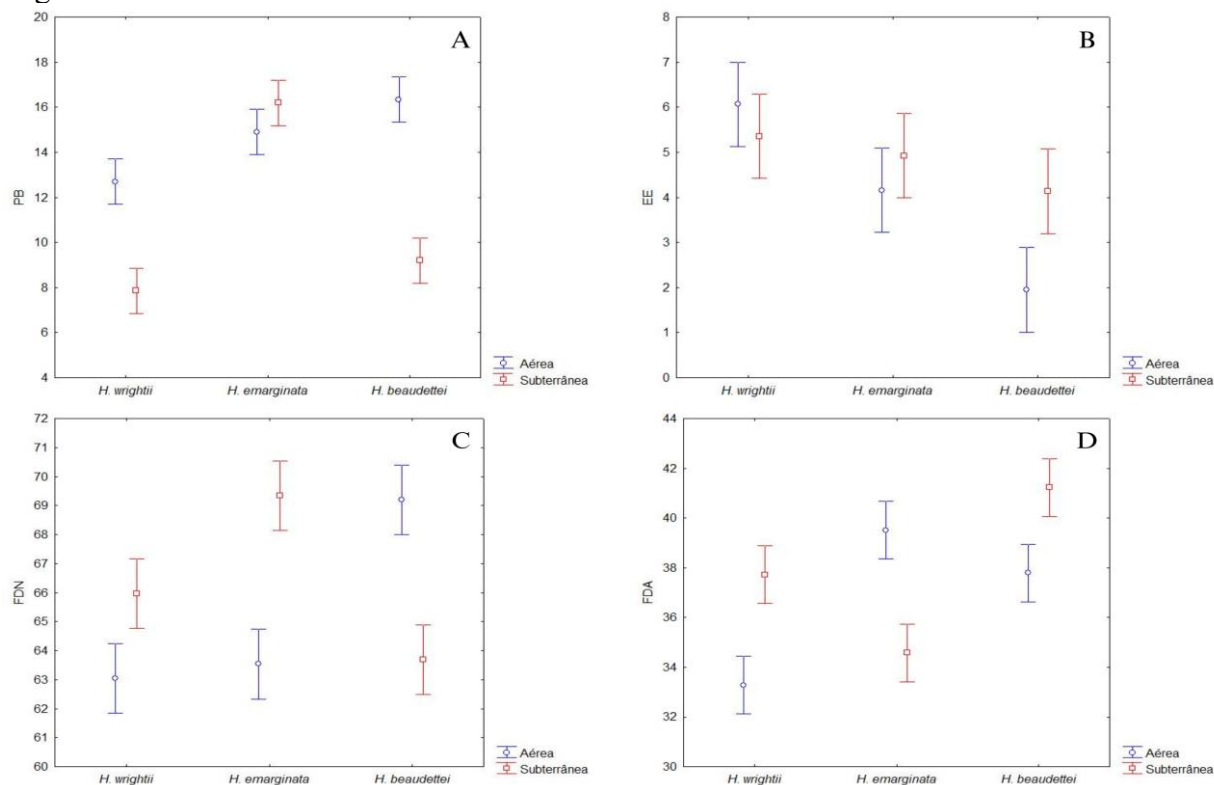 A
PB
20
18
16
14
12
10
8
6
4
H. wrightii
H. emarginata
H. beaudettei
Aérea
Subterrânea
B
EE
8
7
6
5
4
3
2
1
0
H. wrightii
H. emarginata
H. beaudettei
Aérea
Subterrânea
C
FDN
72
71
70
69
68
67
66
65
64
63
62
61
60
H. wrightii
H. emarginata
H. beaudettei
Aérea
Subterrânea
D
FDA
44
42
40
38
36
34
32
30
H. wrightii
H. emarginata
H. beaudettei
Aérea
Subterrânea